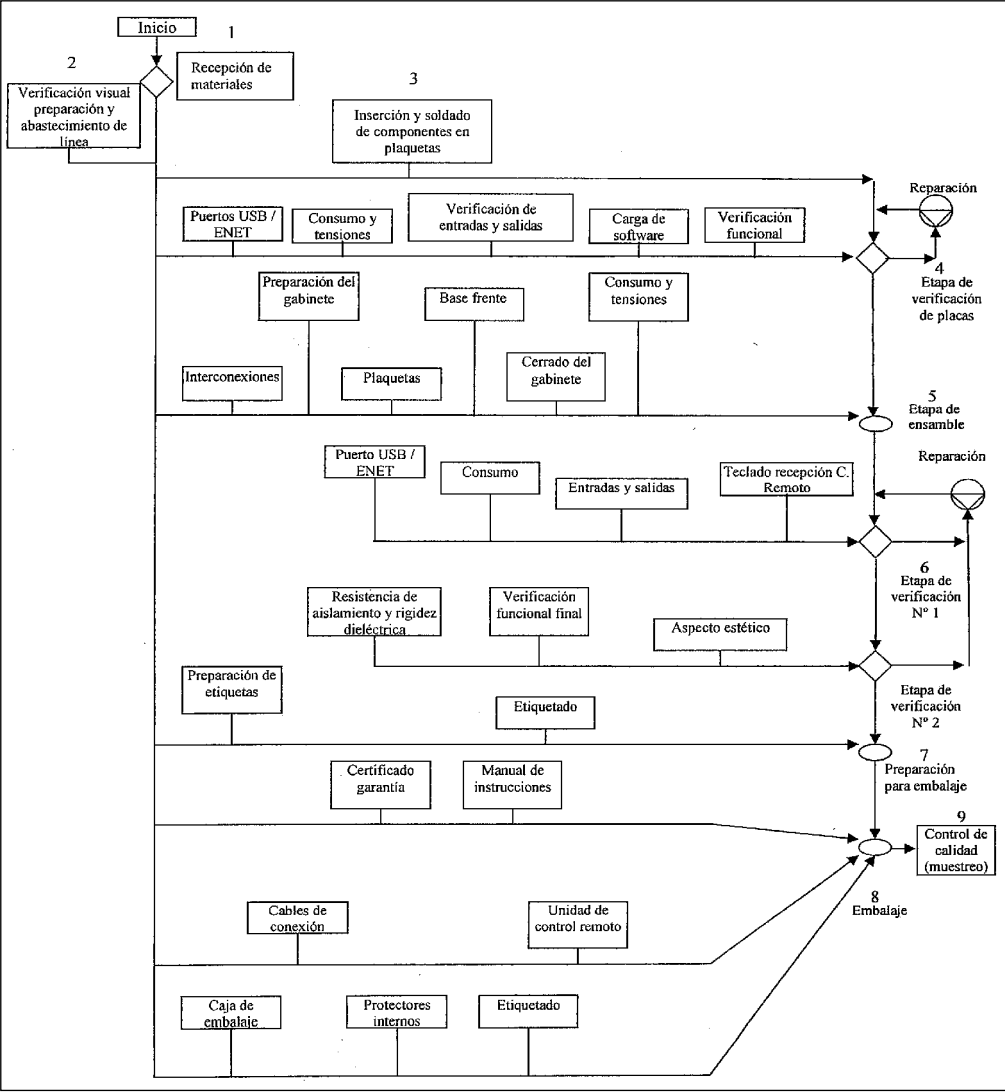 Inicio
1
2
Recepción de
materiales
3
Verificación visual
preparación y
abastecimiento de
línea
Inserción y soldado
de componentes en
plaquetas
Reparación
Puertos USB /
ENET
Consumo y
tensiones
Verificación de
entradas y salidas
Carga de
software
Verificación
funcional
4
Etapa de
verificación
de placas
Preparación del
gabinete
Base frente
Consumo y
tensiones
Interconexiones
Plaquetas
Cerrado del
gabinete
5
Etapa de
ensamble
Puerto USB /
ENET
Consumo
Entradas y salidas
Teclado recepción C.
Remoto
Reparación
6
Etapa de
verificación
Nº 1
Resistencia de
aislamiento y rigidez
dieléctrica
Verificación
funcional final
Aspecto estético
Etapa de
verificación
Nº 2
Preparación de
etiquetas
Etiquetado
7
Preparación
para embalaje
Certificado
garantía
Manual de
instrucciones
9
Control de
calidad
(muestreo)
8
Embalaje
Cables de
conexión
Unidad de
control remoto
Caja de
embalaje
Protectores
internos
Etiquetado